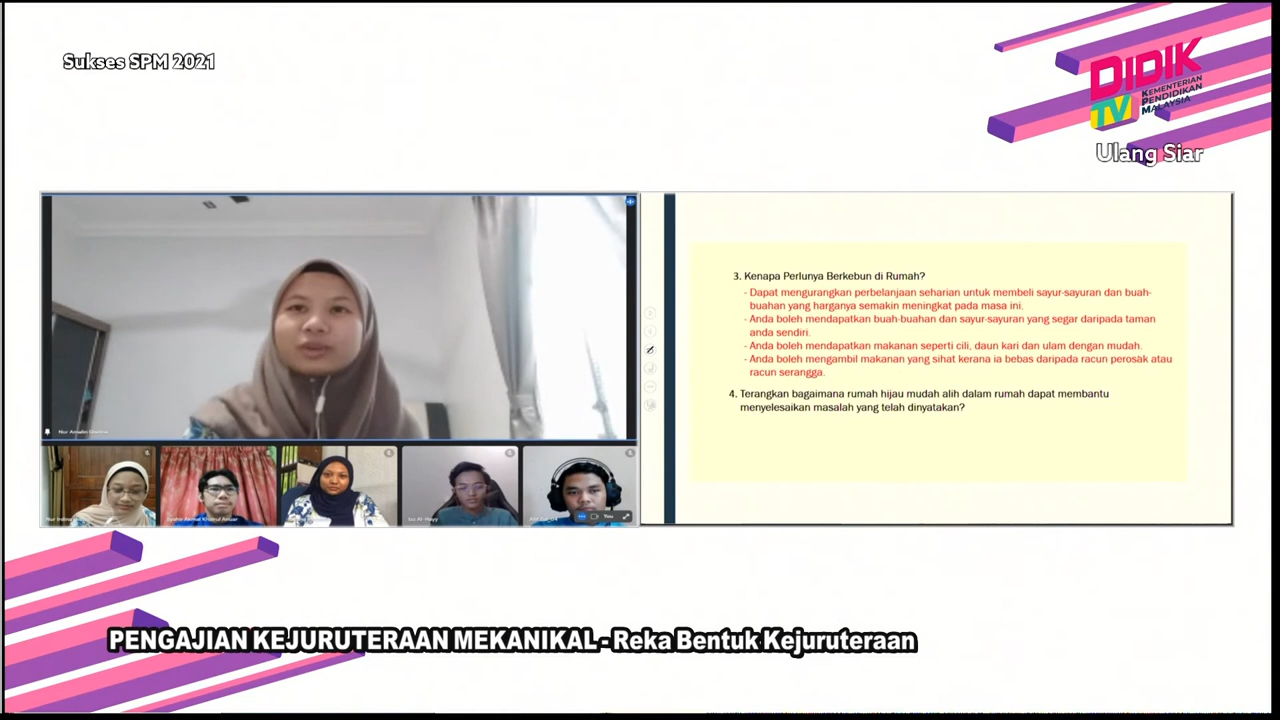 Sukses SPM 2021
DIDIK
TV
KEMENTERIAN
PENDIDIKAN
MALAYSIA
Ulang Siar
3. Kenapa Perlunya Berkebun di Rumah?
- Dapat mengurangkan perbelanjaan seharian untuk membeli sayur-sayuran dan buah-
buahan yang harganya semakin meningkat pada masa ini.
- Anda boleh mendapatkan buah-buahan dan sayur-sayuran yang segar daripada taman
anda sendiri.
- Anda boleh mendapatkan makanan seperti cili, daun kari dan ulam dengan mudah.
- Anda boleh mengambil makanan yang sihat kerana ia bebas daripada racun perosak atau
racun serangga.
4. Terangkan bagaimana rumah hijau mudah alih dalam rumah dapat membantu
menyelesaikan masalah yang telah dinyatakan?
You
PENGAJIAN KEJURUTERAAN MEKANIKAL - Reka Bentuk Kejuruteraan